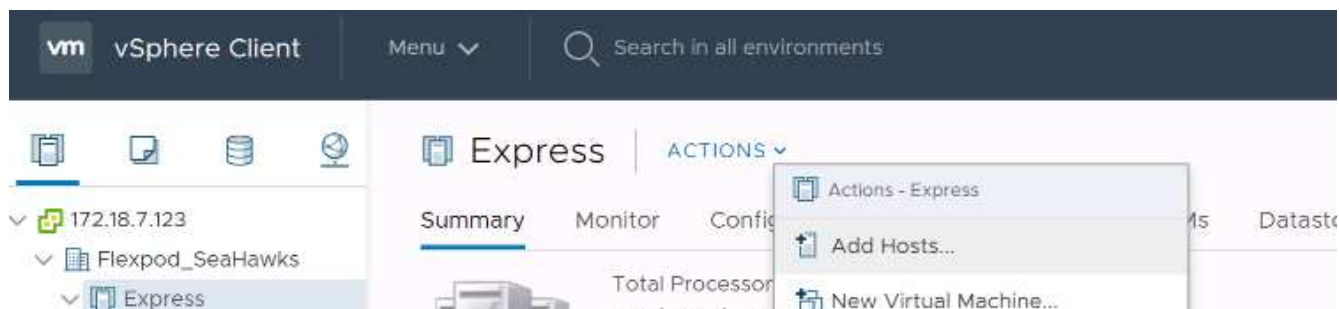 vm vSphere Client Menu Search in all environments
Express ACTIONS
Actions - Express
172.18.7.123 Summary Monitor
Add Hosts...
Flexpod_SeaHawks
Total Processor
Express New Virtual Machine...